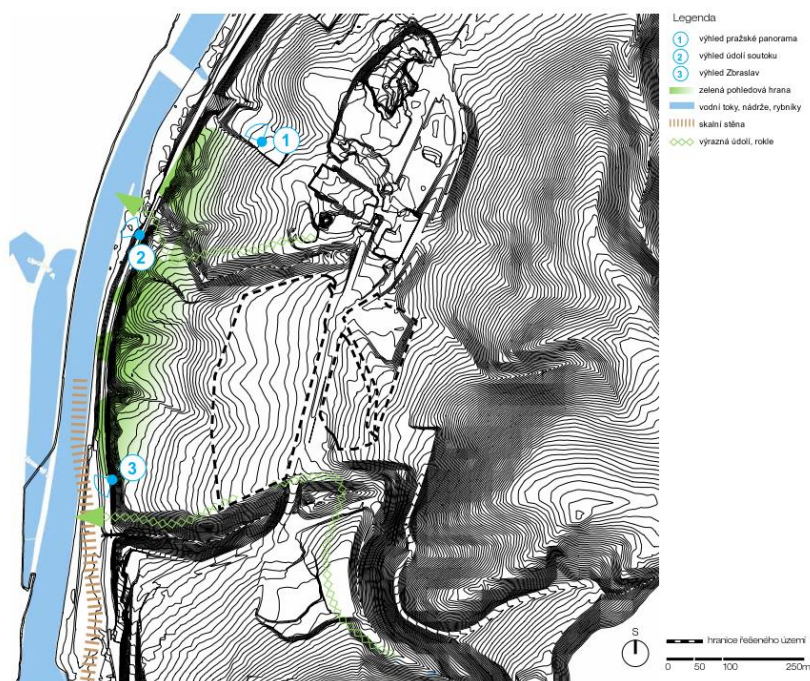 Legenda
1 výhled pražské panorama
2 výhled údolí soutoku
3 výhled Zbraslav
zelená pohledová hrana
vodní toky, nádrže, rybníky
skalní stěna
výrazná údolí, rokle
1
2
3
S
hranice řešeného území
0 50 100 250m